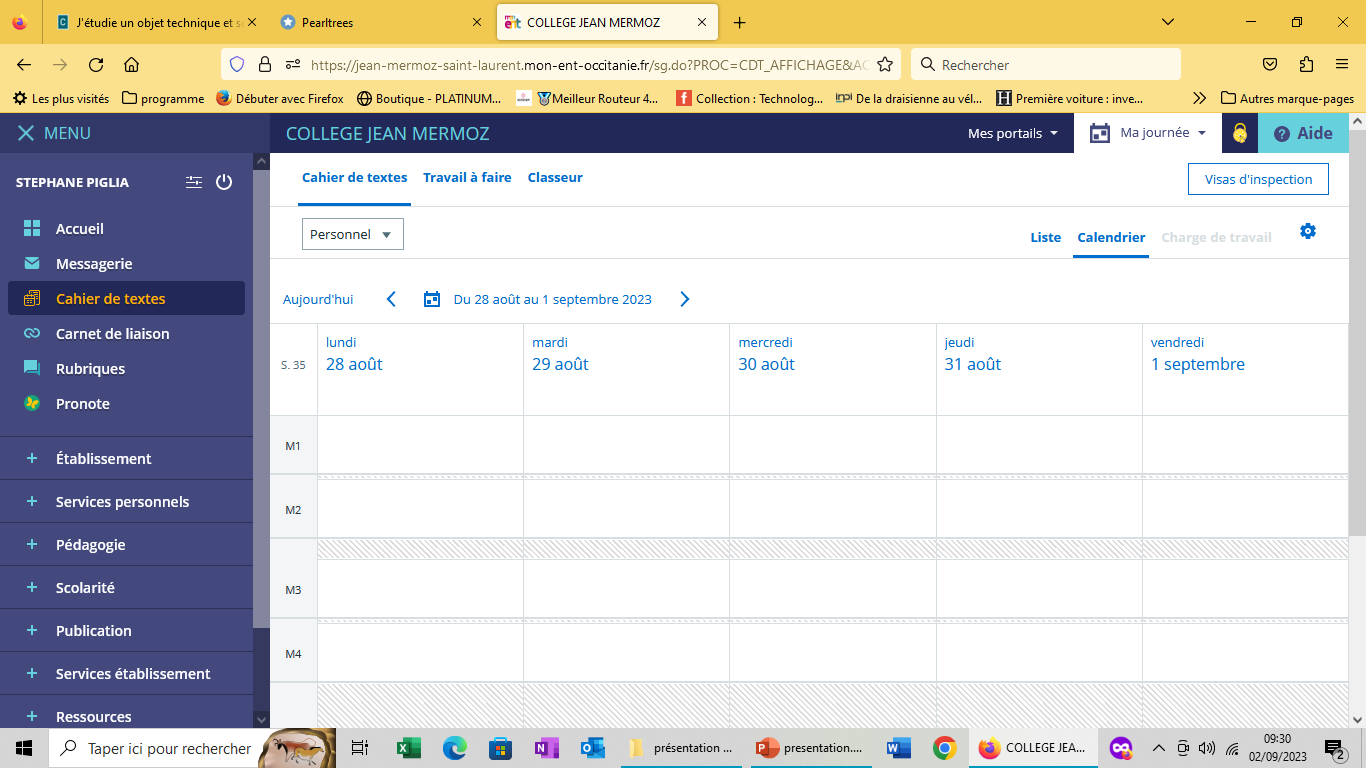 J'étudie un objet technique et s
Pearltrees
COLLEGE JEAN MERMOZ
https://jean-mermoz-saint-laurent.mon-ent-occitanie.fr/sg.do?PROC=CDT_AFFICHAGE&AC
Rechercher
Les plus visités
programme
Débuter avec Firefox
Boutique - PLATINUM...
Meilleur Routeur 4...
Collection : Technolog...
De la draisienne au vél...
Première voiture : inve...
Autres marque-pages
MENU
COLLEGE JEAN MERMOZ
Mes portails
Ma journée
Aide
STEPHANE PIGLIA
Cahier de textes
Travail à faire
Classeur
Visas d'inspection
Accueil
Messagerie
Cahier de textes
Carnet de liaison
Rubriques
Pronote
Établissement
Services personnels
Pédagogie
Scolarité
Publication
Services établissement
Ressources
Personnel
Liste
Calendrier
Charge de travail
Aujourd'hui
Du 28 août au 1 septembre 2023
S. 35
lundi
28 août
mardi
29 août
mercredi
30 août
jeudi
31 août
vendredi
1 septembre
M1
M2
M3
M4
Taper ici pour rechercher
présentation ...
presentation....
COLLEGE JEA...
09:30
02/09/2023
2